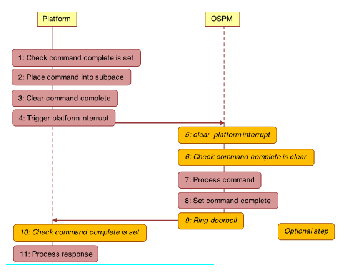 Platform
OSPM
1: Check command complete is set
2: Place command into subpace
3: Clear command complete
4: Trigger platform interrupt
5: clear platform interrupt
6: Check command complete is clear
7: Process command
8: Set command complete
9: Ring doorbell
10: Check command complete is set
Optional step
11: Process response